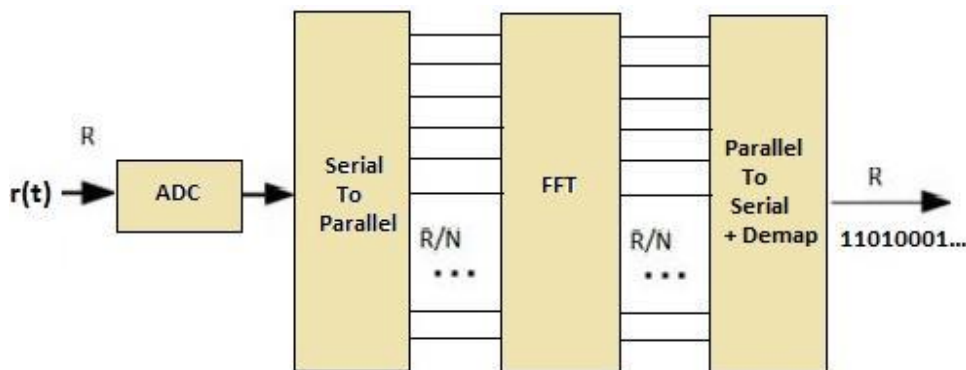 R
r(t)
ADC
Serial
To
Parallel
R/N
...
FFT
R/N
...
Parallel
To
Serial
+ Demap
R
11010001...